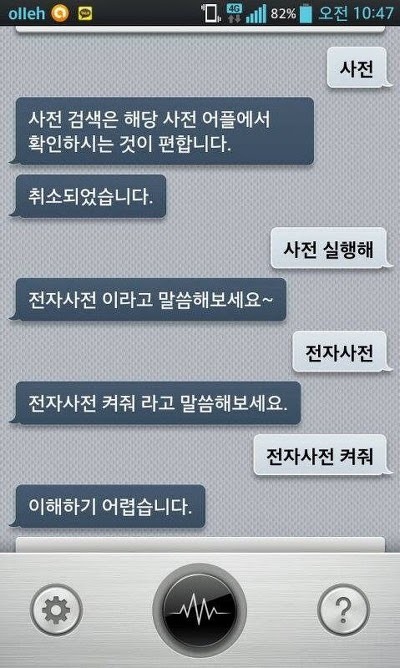 olleh 4G 82% 오전 10:47
사전
사전 검색은 해당 사전 어플에서
확인하시는 것이 편합니다.
취소되었습니다.
사전 실행해
전자사전 이라고 말씀해보세요~
전자사전
전자사전 켜줘 라고 말씀해보세요.
전자사전 켜줘
이해하기 어렵습니다.
?